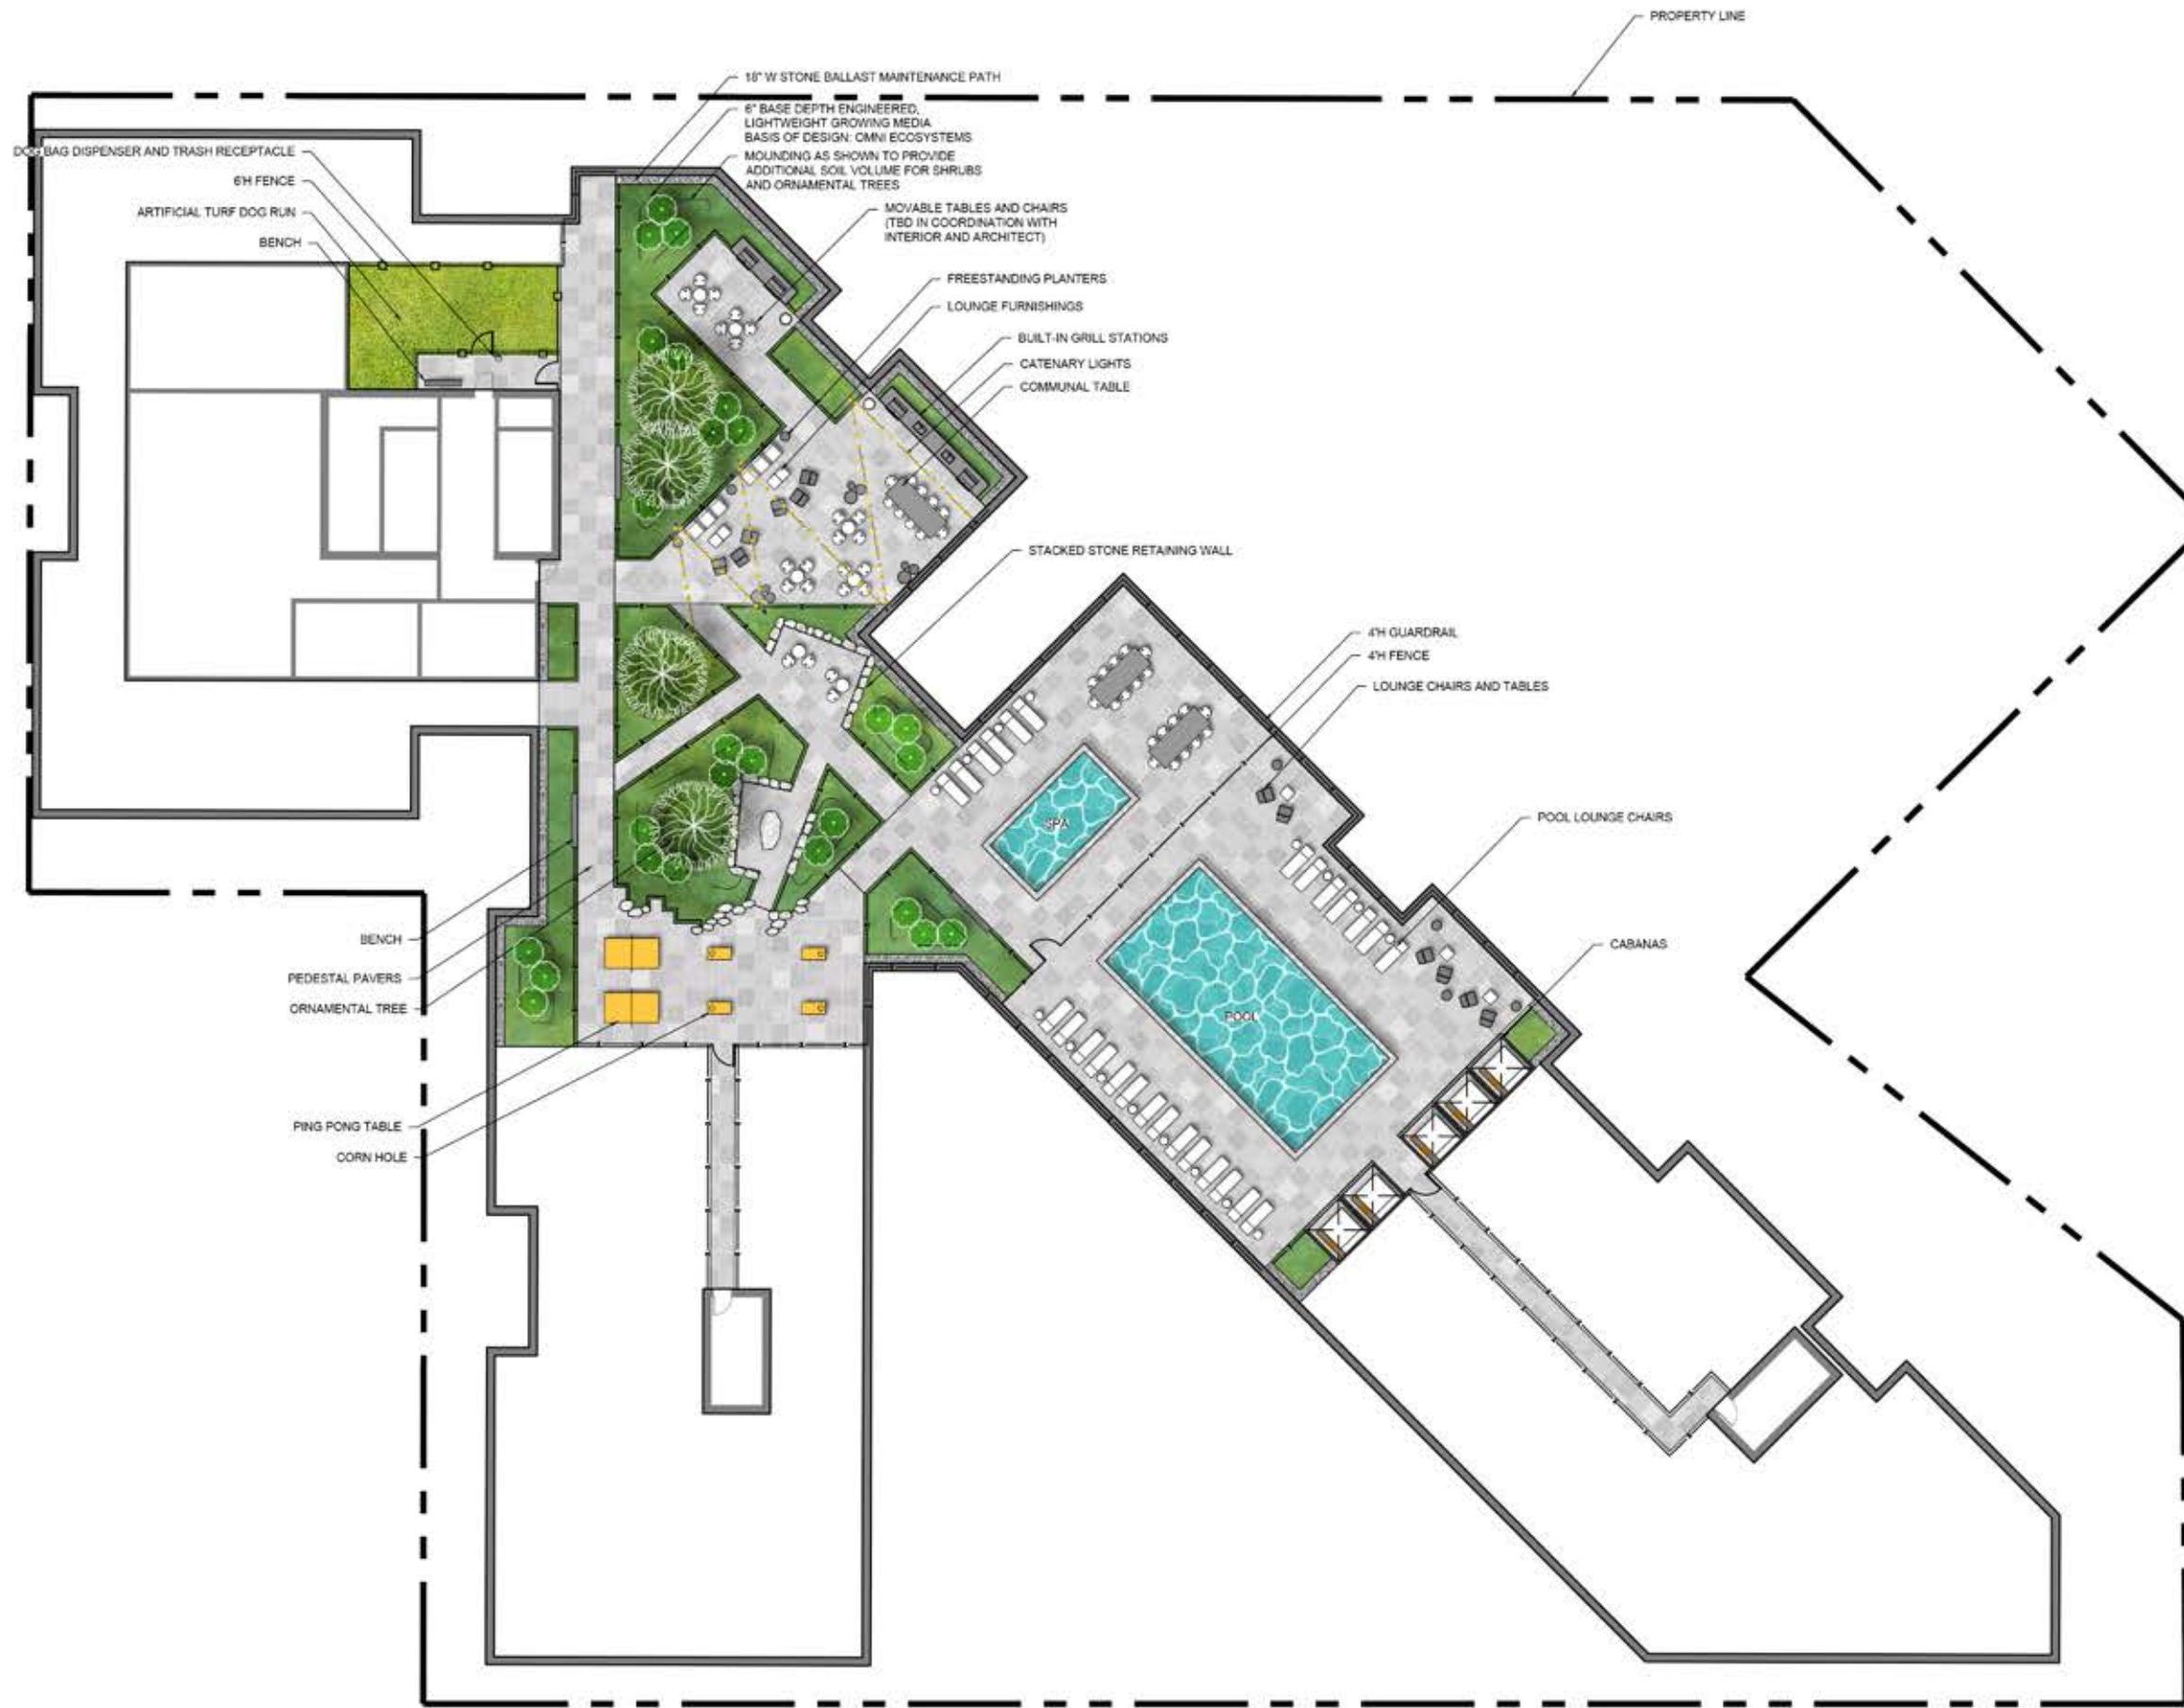 PROPERTY LINE
18" W STONE BALLAST MAINTENANCE PATH
6" BASE DEPTH ENGINEERED,
LIGHTWEIGHT GROWING MEDIA
BASIS OF DESIGN: OMNI ECOSYSTEMS
MOUNDING AS SHOWN TO PROVIDE
ADDITIONAL SOIL VOLUME FOR SHRUBS
AND ORNAMENTAL TREES
DOG BAG DISPENSER AND TRASH RECEPTACLE
6'H FENCE
ARTIFICIAL TURF DOG RUN
BENCH
MOVABLE TABLES AND CHAIRS
(TBD IN COORDINATION WITH
INTERIOR AND ARCHITECT)
FREESTANDING PLANTERS
LOUNGE FURNISHINGS
BUILT-IN GRILL STATIONS
CATENARY LIGHTS
COMMUNAL TABLE
STACKED STONE RETAINING WALL
4'H GUARDRAIL
4'H FENCE
LOUNGE CHAIRS AND TABLES
POOL LOUNGE CHAIRS
SPA
CABANAS
POOL
BENCH
PEDESTAL PAVERS
ORNAMENTAL TREE
PING PONG TABLE
CORN HOLE